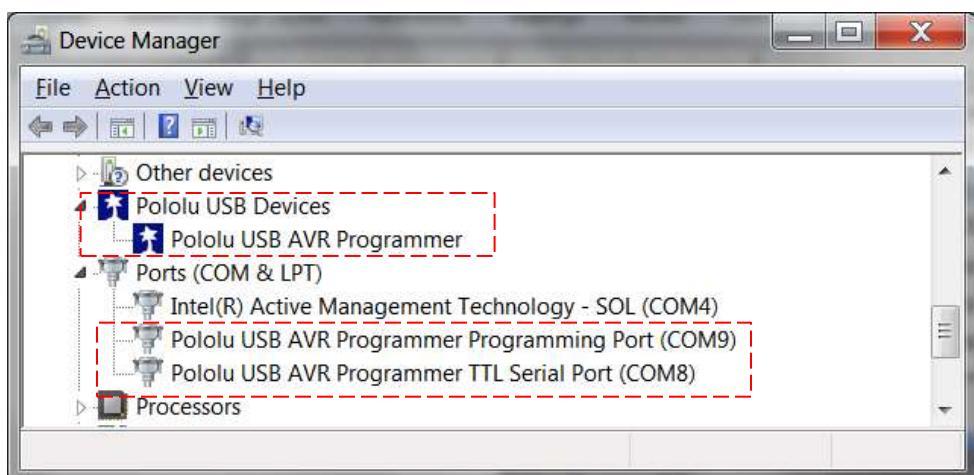 Device Manager
File Action View Help
Other devices
Pololu USB Devices
Pololu USB AVR Programmer
Ports (COM & LPT)
Intel(R) Active Management Technology - SOL (COM4)
Pololu USB AVR Programmer Programming Port (COM9)
Pololu USB AVR Programmer TTL Serial Port (COM8)
Processors